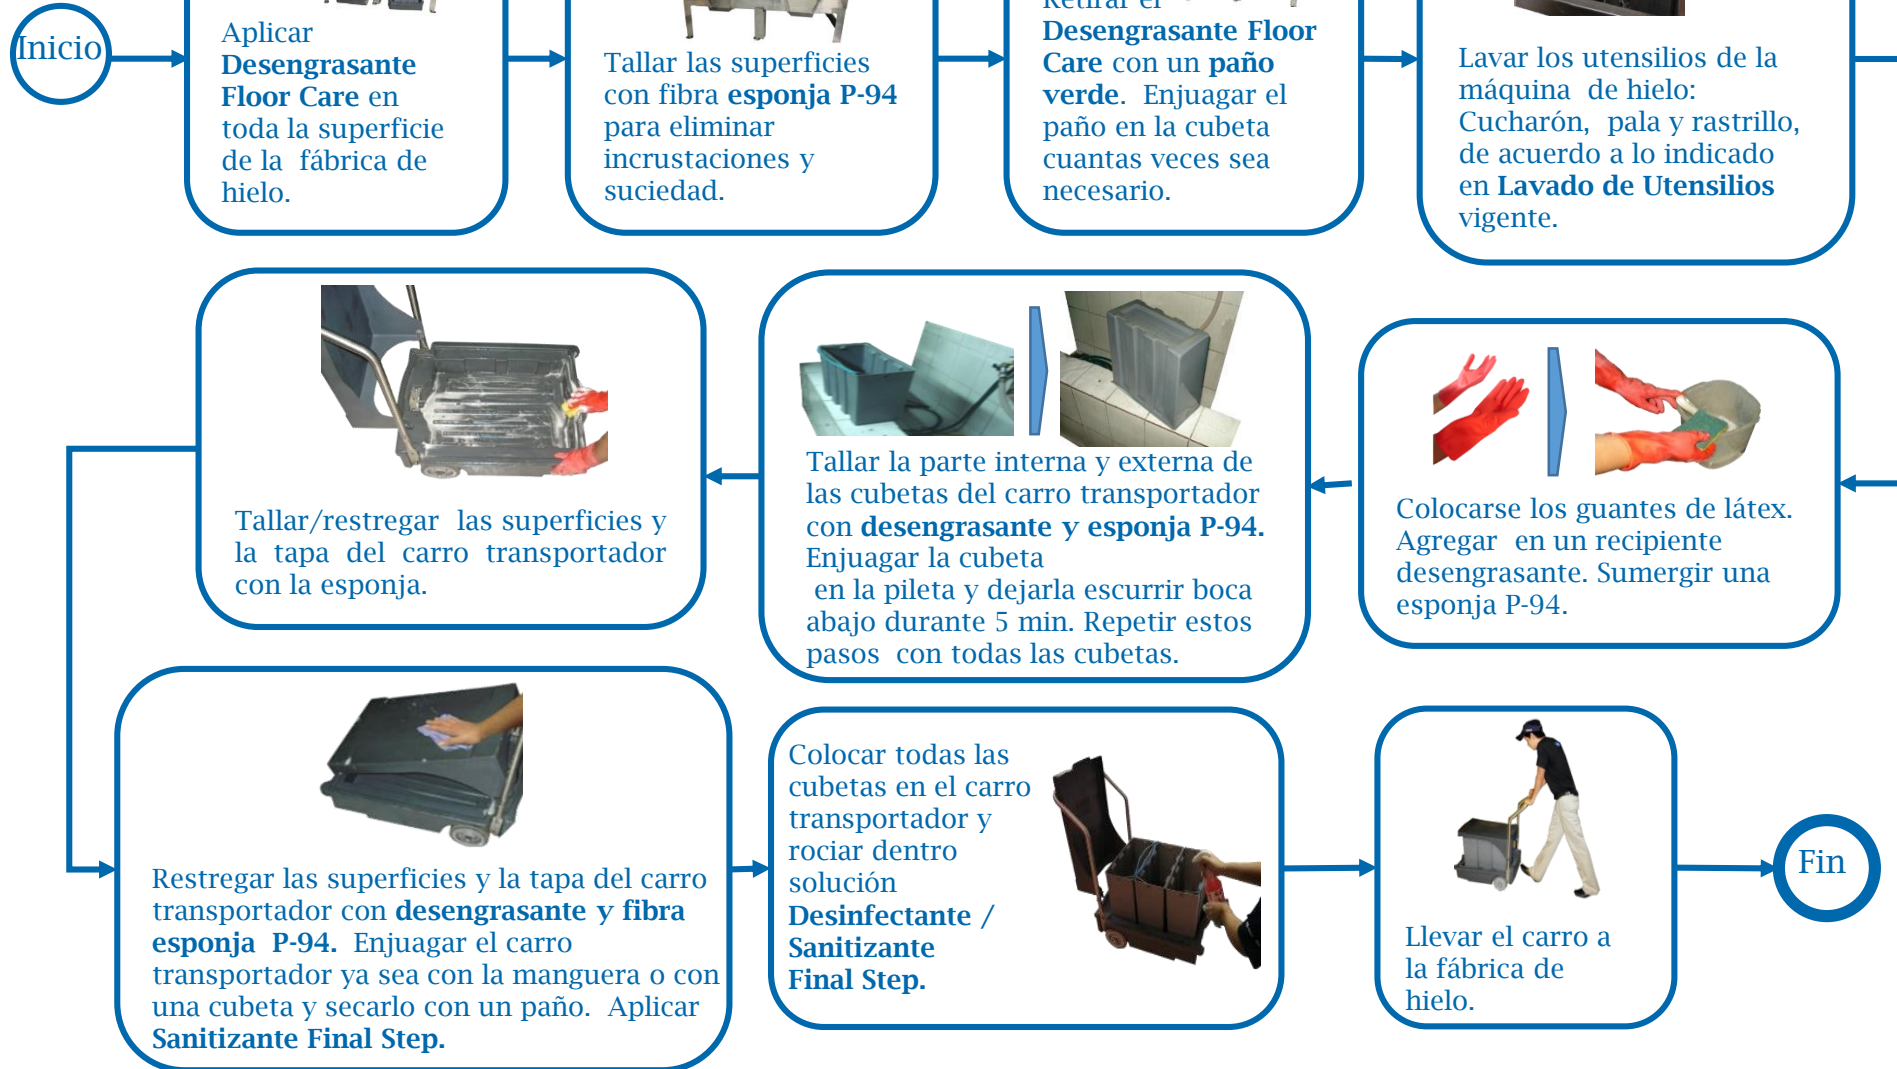 Inicio
Aplicar
Desengrasante
Floor Care en
toda la superficie
de la fábrica de
hielo.
Tallar las superficies
con fibra esponja P-94
para eliminar
incrustaciones y
suciedad.
Retirar el
Desengrasante Floor
Care con un paño
verde. Enjuagar el
paño en la cubeta
cuantas veces sea
necesario.
Lavar los utensilios de la
máquina de hielo:
Cucharón, pala y rastrillo,
de acuerdo a lo indicado
en Lavado de Utensilios
vigente.
Colocarse los guantes de látex.
Agregar en un recipiente
desengrasante. Sumergir una
esponja P-94.
Tallar la parte interna y externa de
las cubetas del carro transportador
con desengrasante y esponja P-94.
Enjuagar la cubeta
en la pileta y dejarla escurrir boca
abajo durante 5 min. Repetir estos
pasos con todas las cubetas.
Tallar/restregar las superficies y
la tapa del carro transportador
con la esponja.
Restregar las superficies y la tapa del carro
transportador con desengrasante y fibra
esponja P-94. Enjuagar el carro
transportador ya sea con la manguera o con
una cubeta y secarlo con un paño. Aplicar
Sanitizante Final Step.
Colocar todas las
cubetas en el carro
transportador y
rociar dentro
solución
Desinfectante /
Sanitizante
Final Step.
Llevar el carro a
la fábrica de
hielo.
Fin